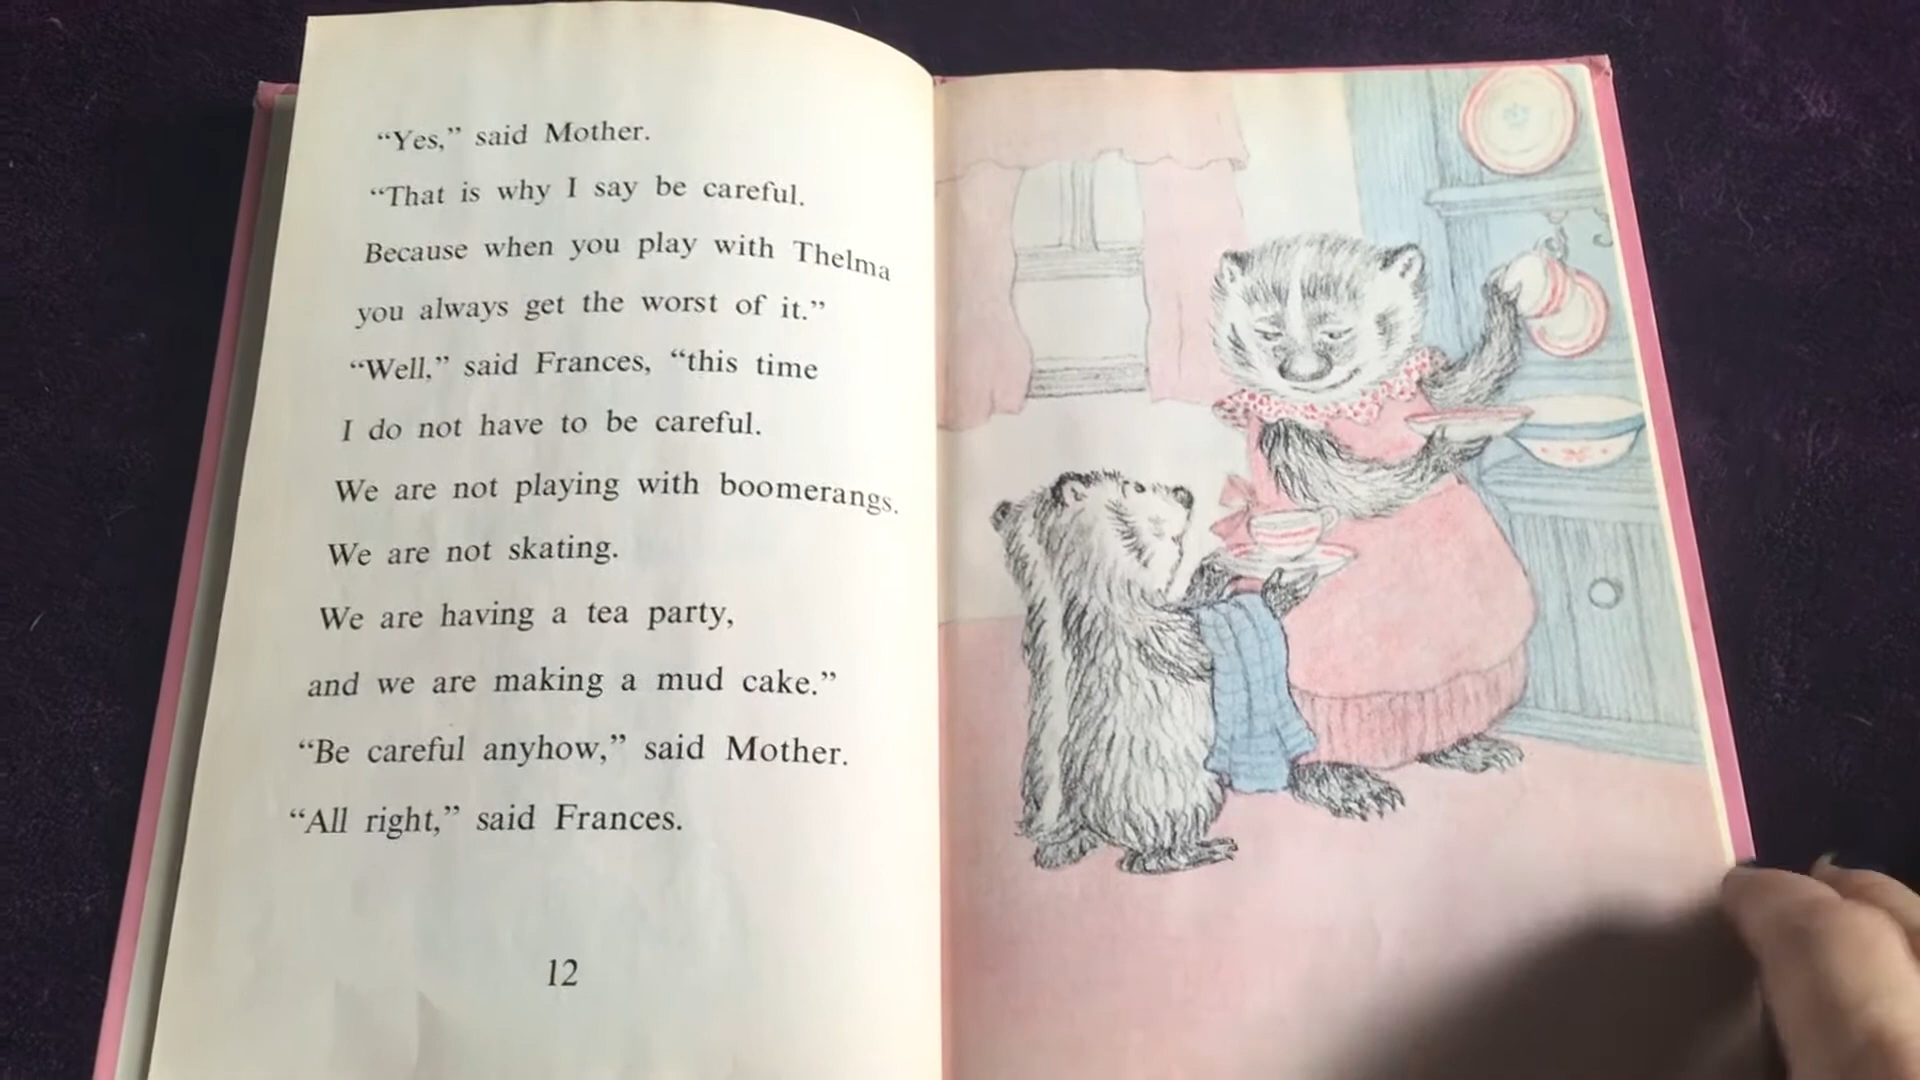 “Yes,” said Mother.
“That is why I say be careful.
Because when you play with Thelma
you always get the worst of it.”
“Well,” said Frances, “this time
I do not have to be careful.
We are not playing with boomerangs.
We are not skating.
We are having a tea party,
and we are making a mud cake.”
“Be careful anyhow,” said Mother.
“All right,” said Frances.
12